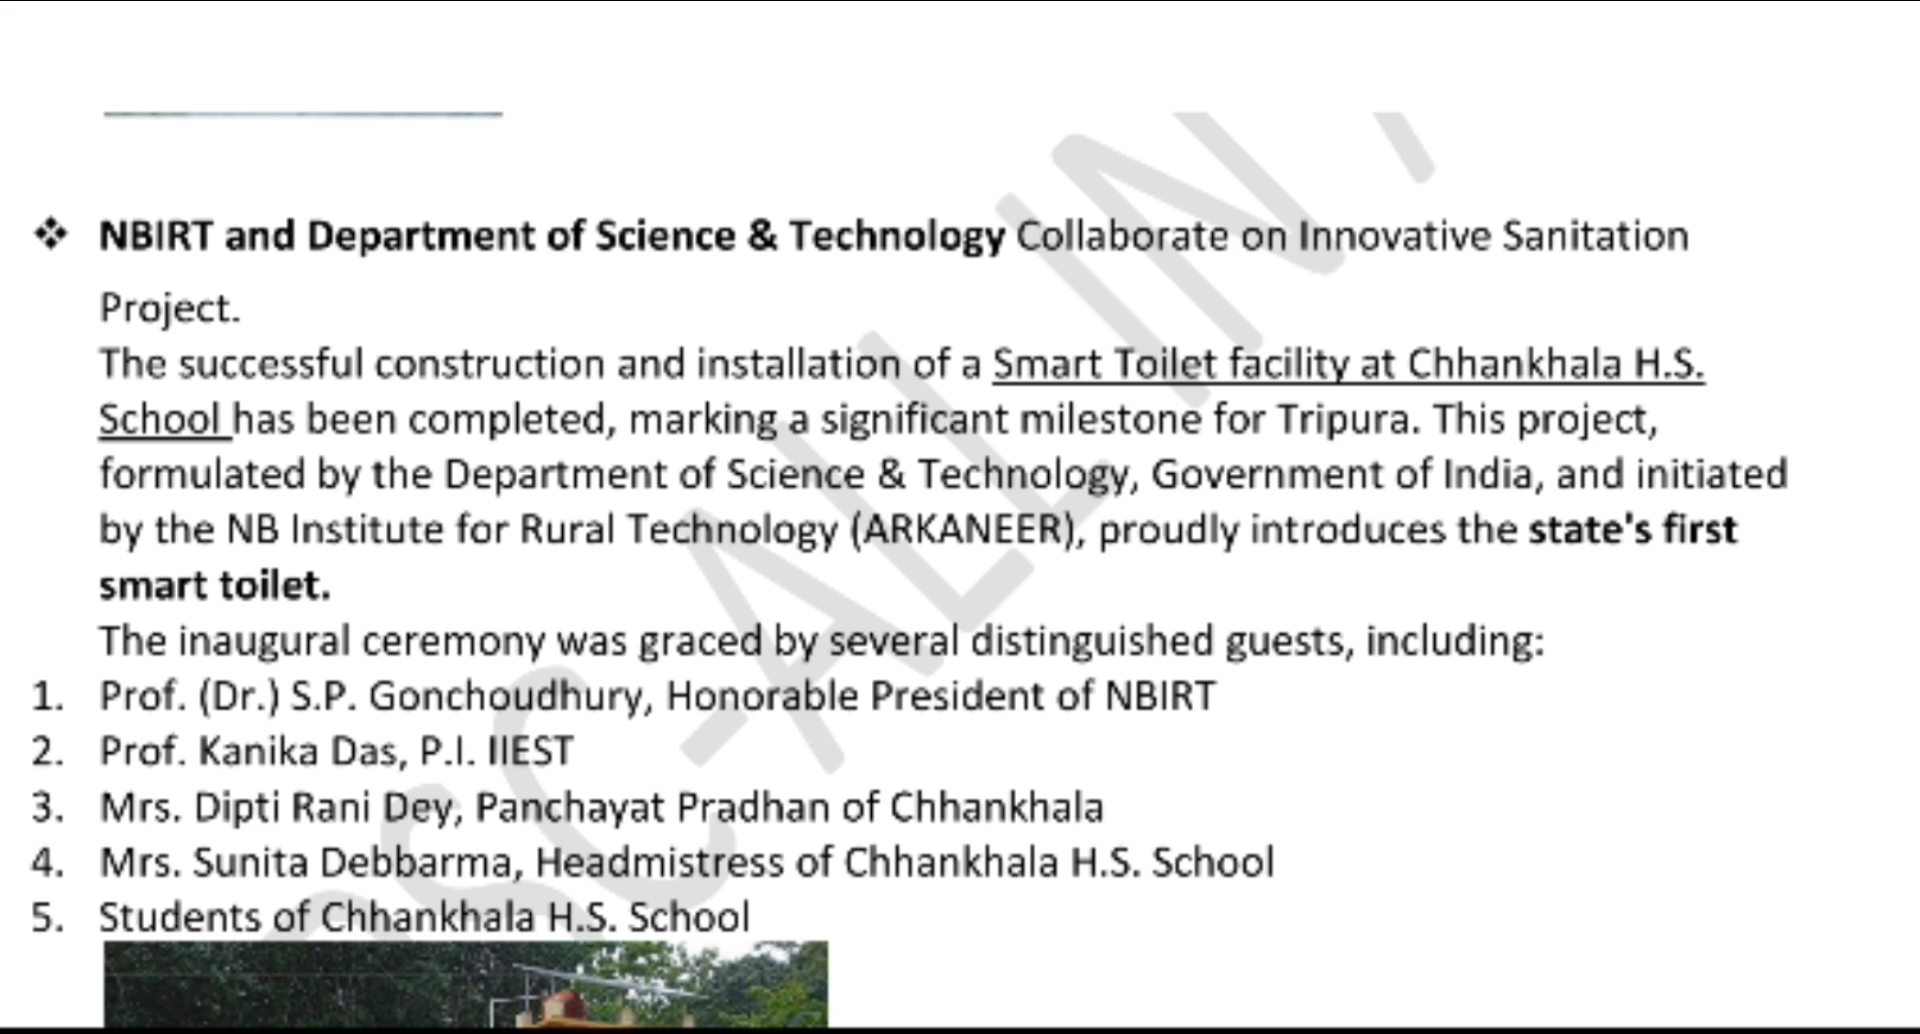 ❖ NBIRT and Department of Science & Technology Collaborate on Innovative Sanitation
Project.
The successful construction and installation of a Smart Toilet facility at Chhankhala H.S.
School has been completed, marking a significant milestone for Tripura. This project,
formulated by the Department of Science & Technology, Government of India, and initiated
by the NB Institute for Rural Technology (ARKANEER), proudly introduces the state's first
smart toilet.
The inaugural ceremony was graced by several distinguished guests, including:
1. Prof. (Dr.) S.P. Gonchoudhury, Honorable President of NBIRT
2. Prof. Kanika Das, P.I. IIEST
3. Mrs. Dipti Rani Dey, Panchayat Pradhan of Chhankhala
4. Mrs. Sunita Debbarma, Headmistress of Chhankhala H.S. School
5. Students of Chhankhala H.S. School
SC-ALL IN